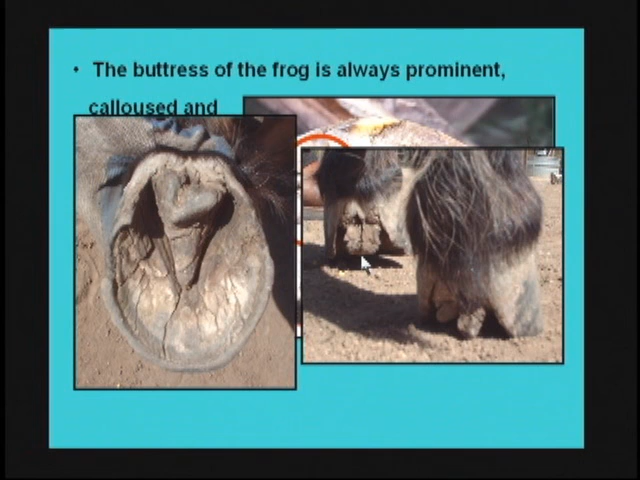 • The buttress of the frog is always prominent,
calloused and